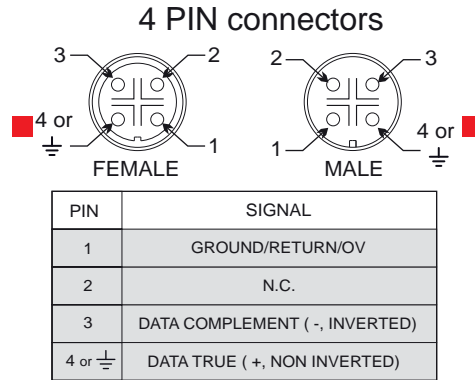 4 PIN connectors
3 2 2 3
4 or ⏚ 1 1 4 or ⏚
FEMALE MALE
PIN SIGNAL
1 GROUND/RETURN/OV
2 N.C.
3 DATA COMPLEMENT ( -, INVERTED)
4 or ⏚ DATA TRUE ( +, NON INVERTED)